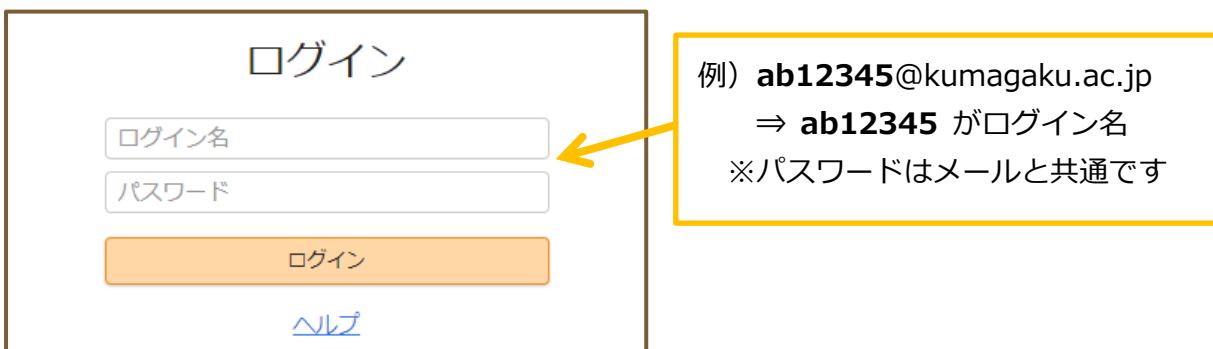 ログイン
ログイン名
パスワード
ログイン
ヘルプ
例）ab12345@kumagaku.ac.jp
⇒ ab12345 がログイン名
※パスワードはメールと共通です